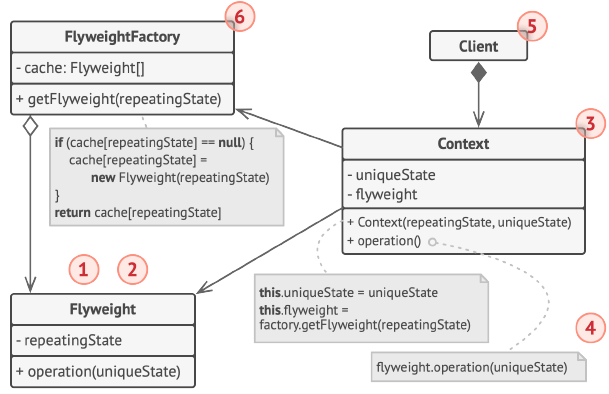 6
FlyweightFactory
- cache: Flyweight[]
+ getFlyweight(repeatingState)
if (cache[repeatingState] == null) {
cache[repeatingState] =
new Flyweight(repeatingState)
}
return cache[repeatingState]
5
Client
3
Context
- uniqueState
- flyweight
+ Context(repeatingState, uniqueState)
+ operation()
1
2
Flyweight
- repeatingState
+ operation(uniqueState)
this.uniqueState = uniqueState
this.flyweight =
factory.getFlyweight(repeatingState)
4
flyweight.operation(uniqueState)